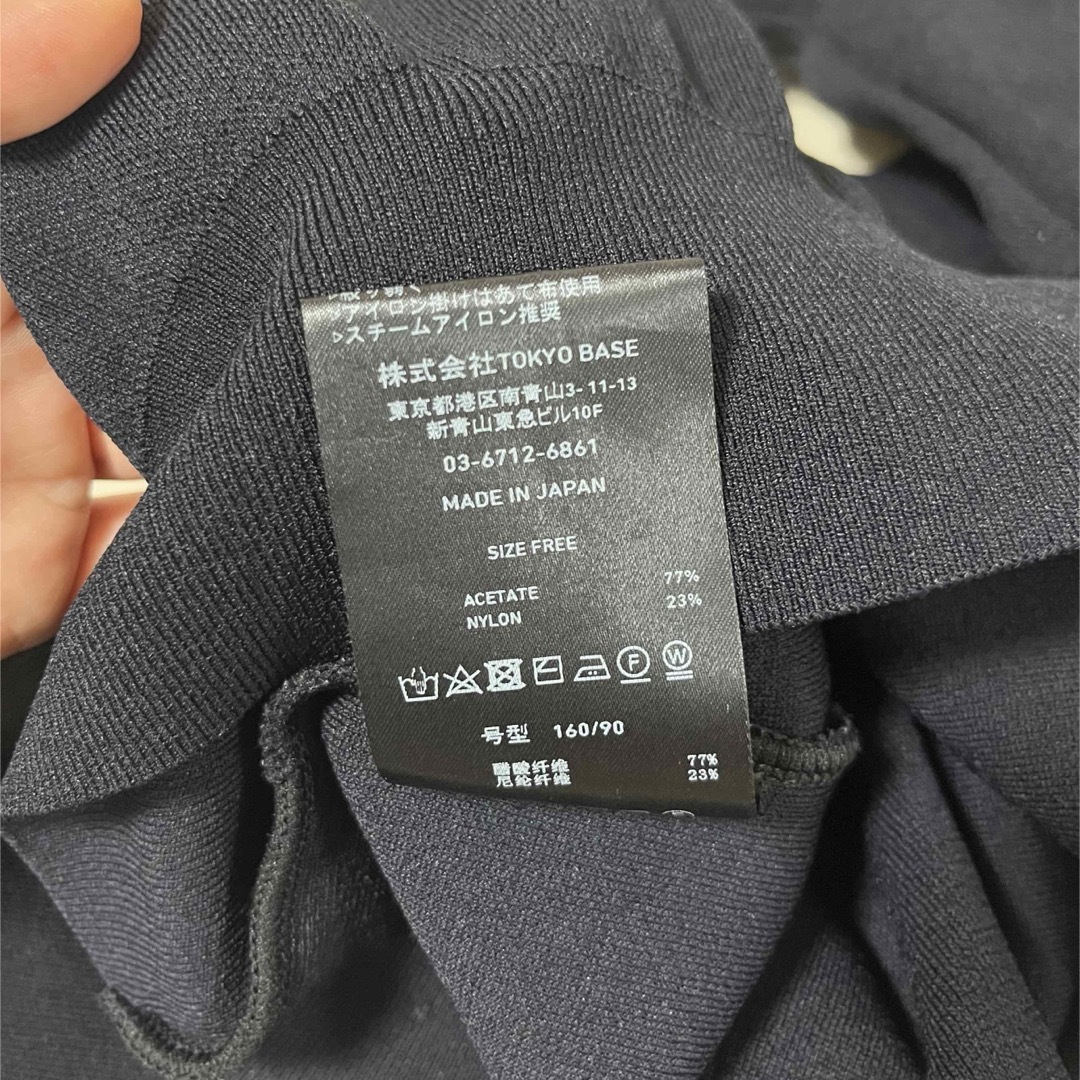 アイロン掛けはあて布使用
▷スチームアイロン推奨
株式会社TOKYO BASE
東京都港区南青山3-11-13
新青山東急ビル10F
03-6712-6861
MADE IN JAPAN
SIZE FREE
ACETATE 77%
NYLON 23%
F W
号型 160/90
醋酸纤维 77%
尼纶纤维 23%